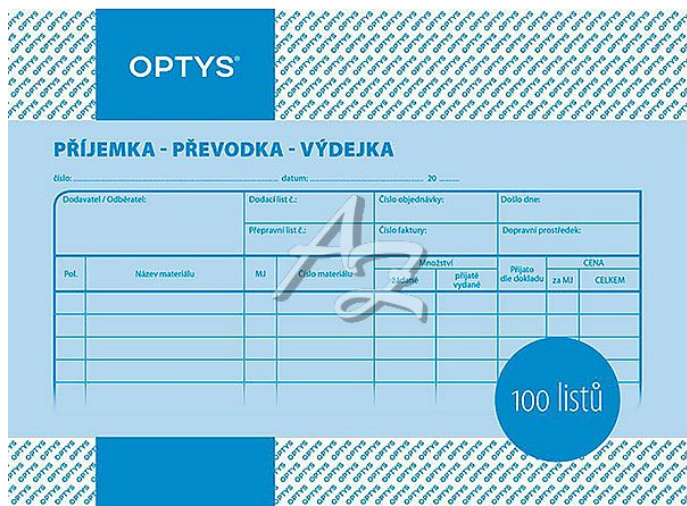 OPTYS®
PŘÍJEMKA - PŘEVODKA - VÝDEJKA
číslo: datum: 20
Dodavatel / Odběratel: Dodací list č.: Číslo objednávky: Došlo dne:
Přepravní list č.: Číslo faktury: Dopravní prostředek:
Pol. Název materiálu MJ Číslo materiálu Množství Přijato dle dokladu CENA
žádané přijaté vydané za MJ CELKEM
AZ
100 listů